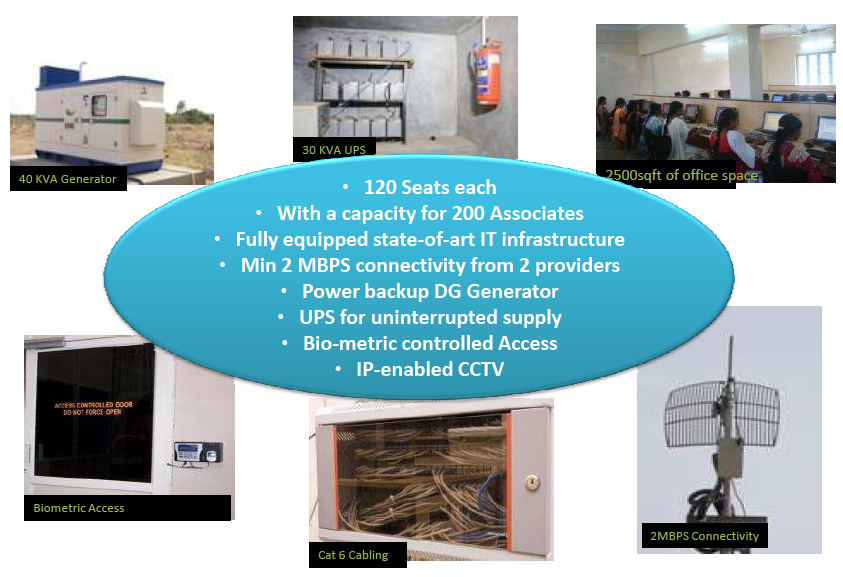 30 KVA UPS
40 KVA Generator
2500sqft of office space
• 120 Seats each
• With a capacity for 200 Associates
• Fully equipped state-of-art IT infrastructure
• Min 2 MBPS connectivity from 2 providers
• Power backup DG Generator
• UPS for uninterrupted supply
• Bio-metric controlled Access
• IP-enabled CCTV
ACCESS CONTROLLED DOOR
DO NOT FORCE OPEN
Biometric Access
Cat 6 Cabling
2MBPS Connectivity